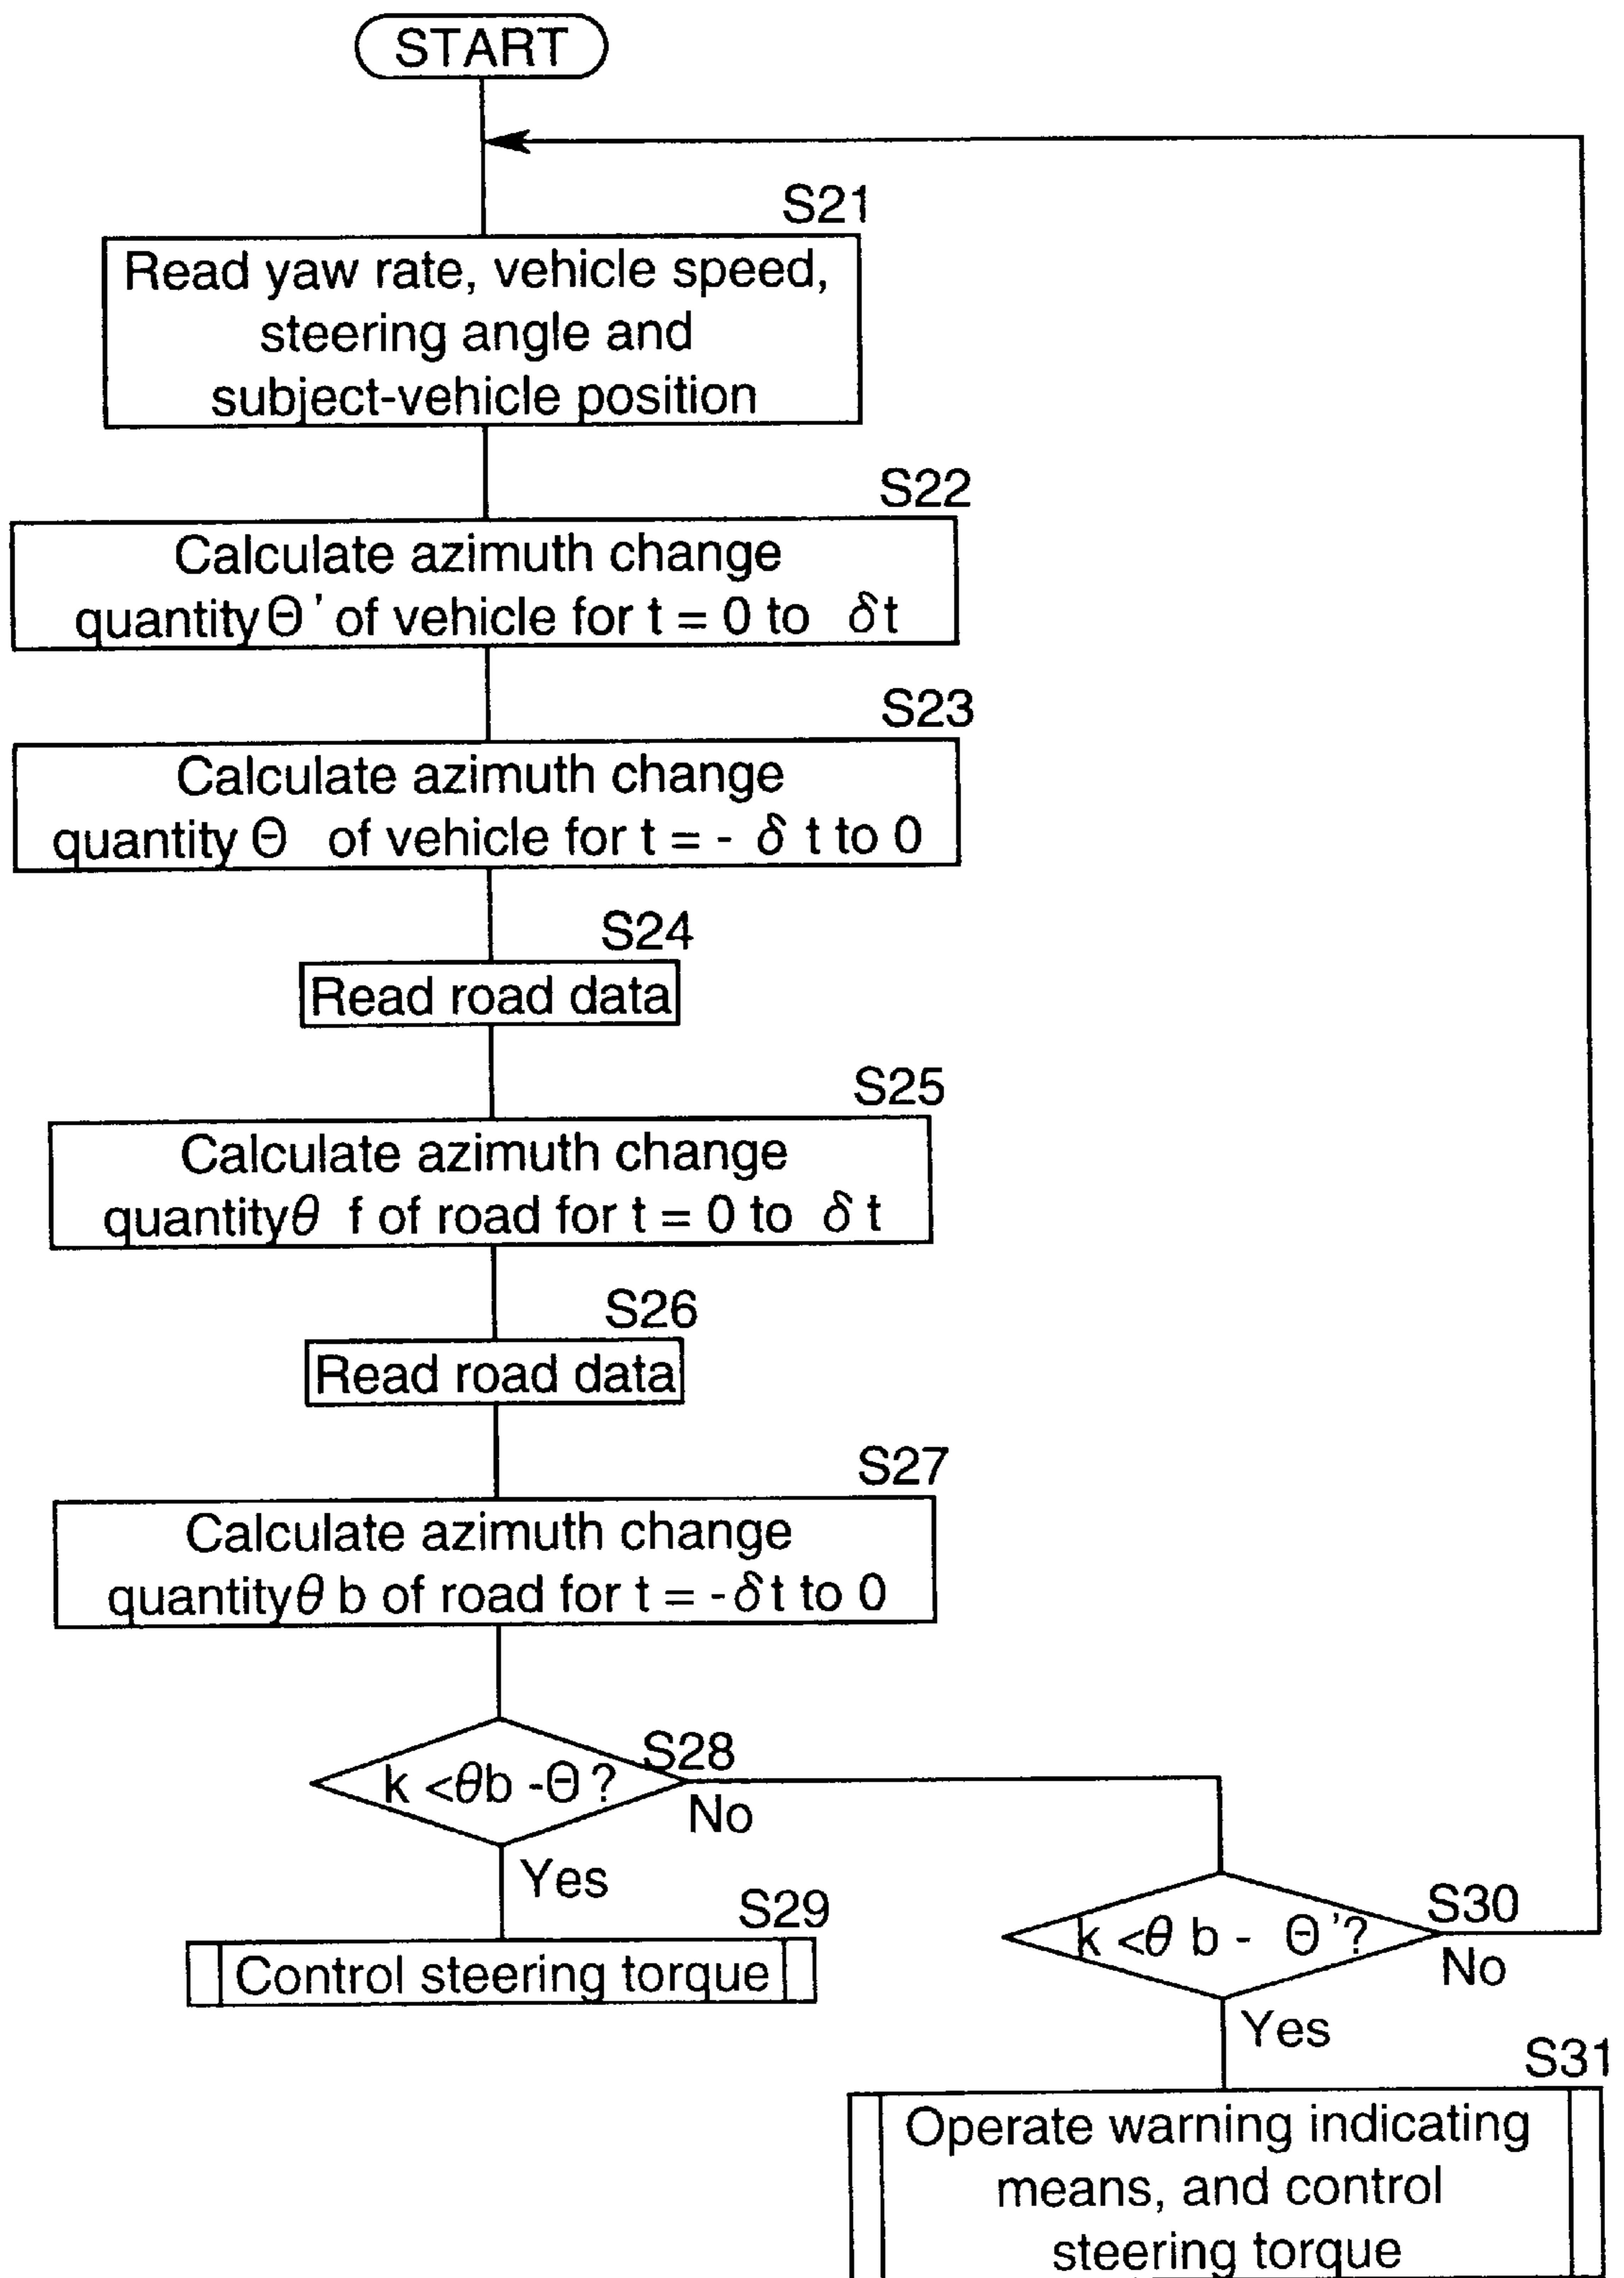 START
S21
Read yaw rate, vehicle speed,
steering angle and
subject-vehicle position
S22
Calculate azimuth change
quantity Θ' of vehicle for t = 0 to δt
S23
Calculate azimuth change
quantity Θ of vehicle for t = - δ t to 0
S24
Read road data
S25
Calculate azimuth change
quantity θ f of road for t = 0 to δ t
S26
Read road data
S27
Calculate azimuth change
quantity θ b of road for t = -δt to 0
S28
k <θb -Θ ?
No
Yes
S29
Control steering torque
S30
k <θ b - Θ'?
No
Yes
S31
Operate warning indicating
means, and control
steering torque